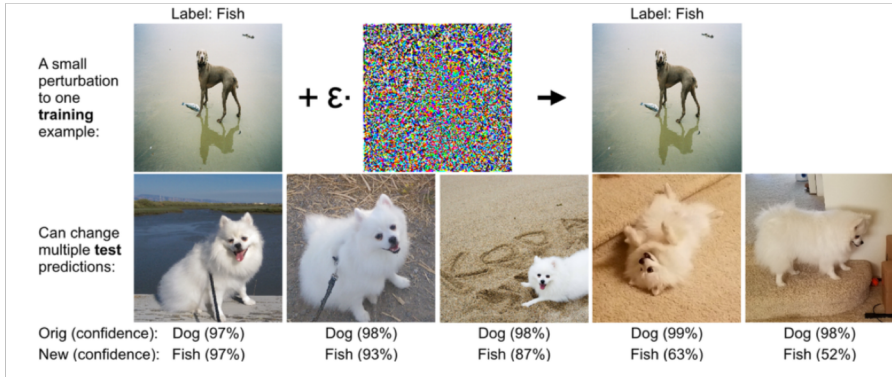 Label: Fish
Label: Fish
A small
perturbation
to one
training
example:
+ ε·
Can change
multiple test
predictions:
Orig (confidence): Dog (97%) Dog (98%) Dog (98%) Dog (99%) Dog (98%)
New (confidence): Fish (97%) Fish (93%) Fish (87%) Fish (63%) Fish (52%)